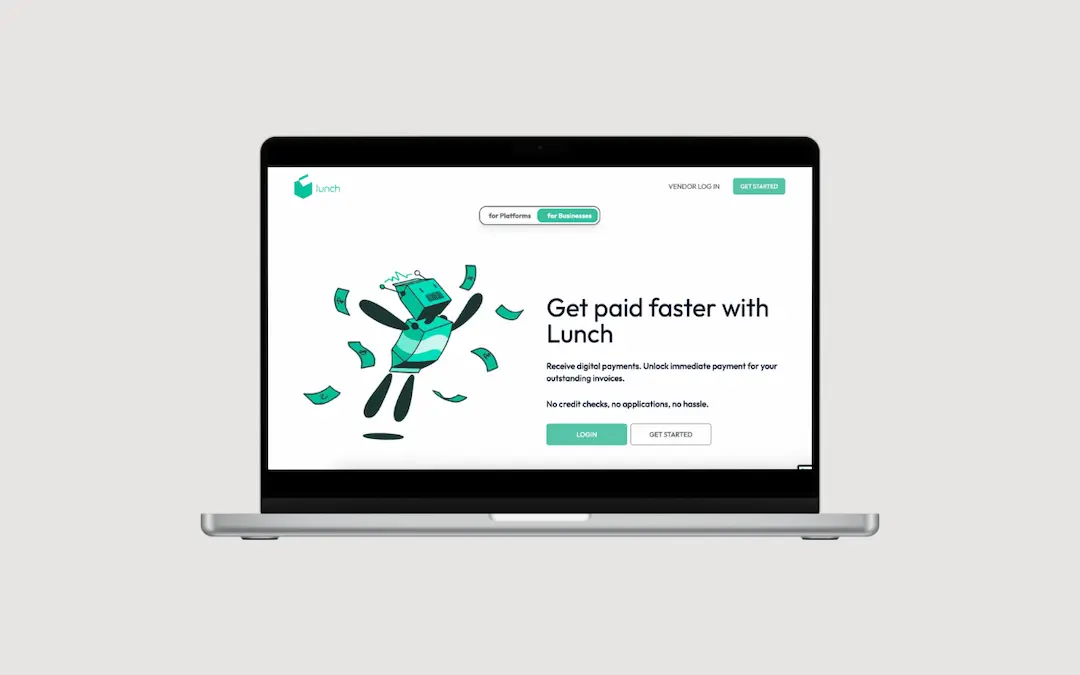 lunch
VENDOR LOG IN
GET STARTED
for Platforms
for Businesses
Get paid faster with
Lunch
Receive digital payments. Unlock immediate payment for your
outstanding invoices.
No credit checks, no applications, no hassle.
LOGIN
GET STARTED